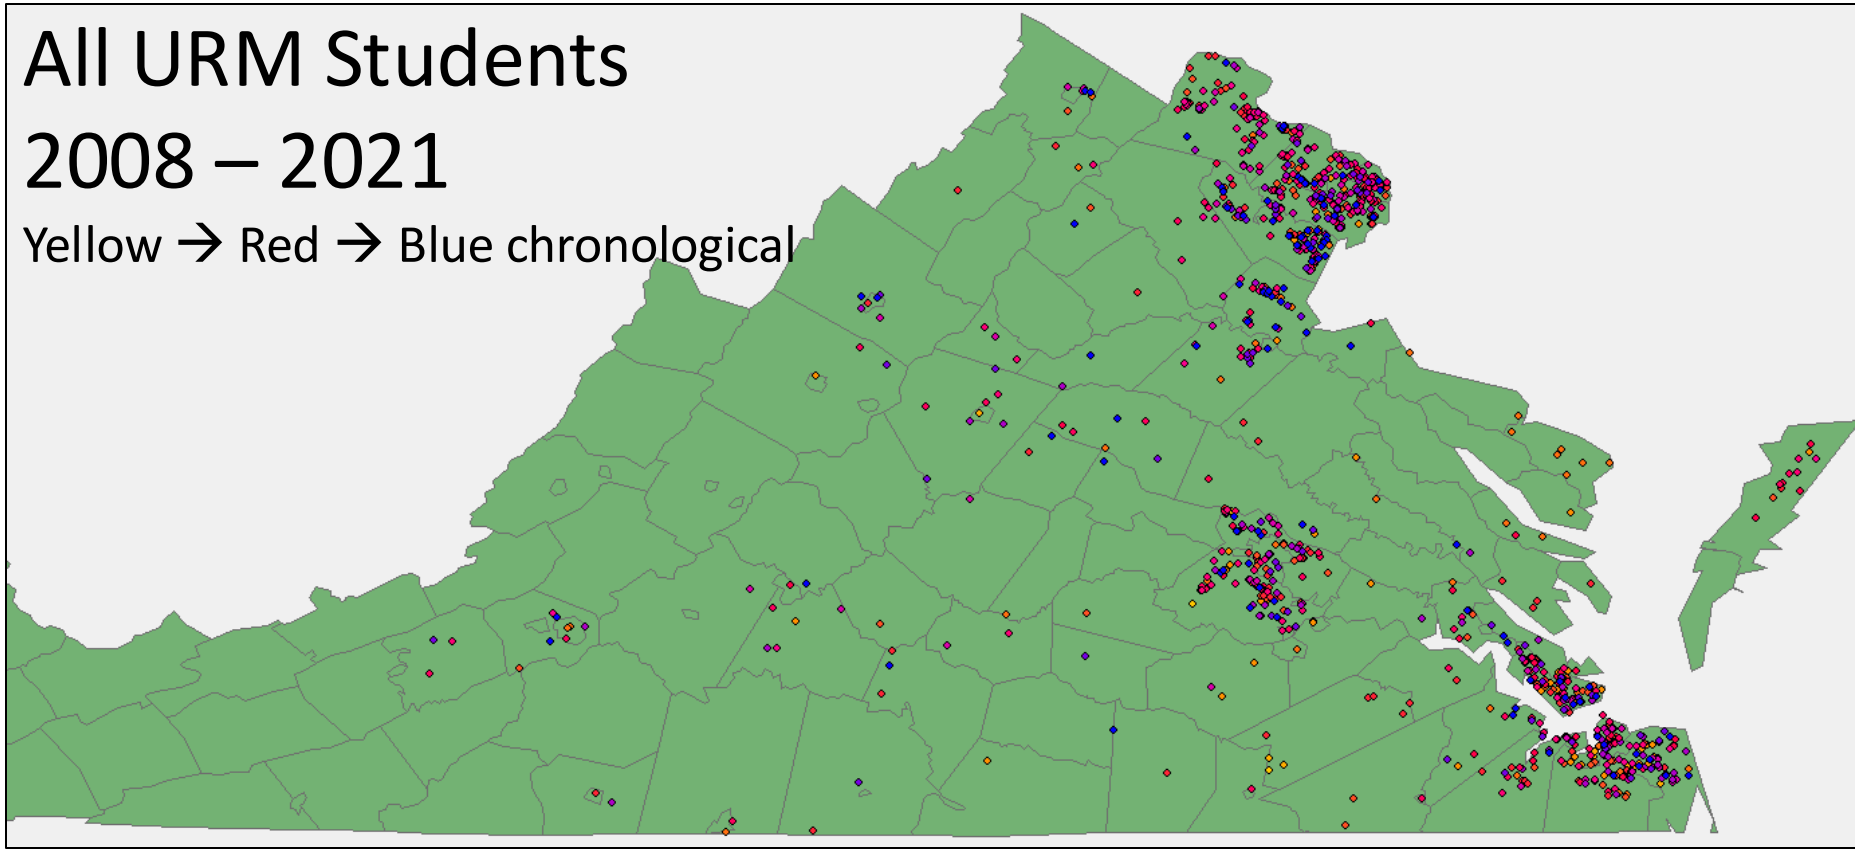 All URM Students
2008 – 2021
Yellow → Red → Blue chronological